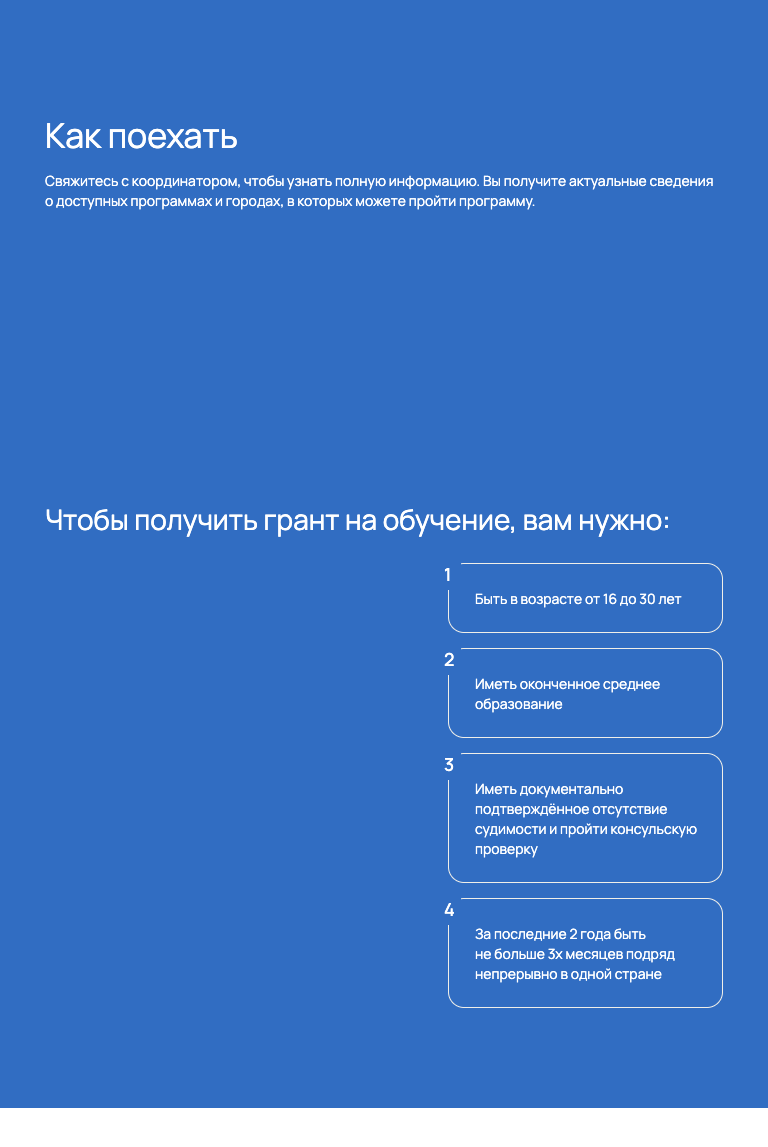 Как поехать
Свяжитесь с координатором, чтобы узнать полную информацию. Вы получите актуальные сведения
о доступных программах и городах, в которых можете пройти программу.
Чтобы получить грант на обучение, вам нужно:
1
Быть в возрасте от 16 до 30 лет
2
Иметь оконченное среднее
образование
3
Иметь документально
подтверждённое отсутствие
судимости и пройти консульскую
проверку
4
За последние 2 года быть
не больше 3х месяцев подряд
непрерывно в одной стране